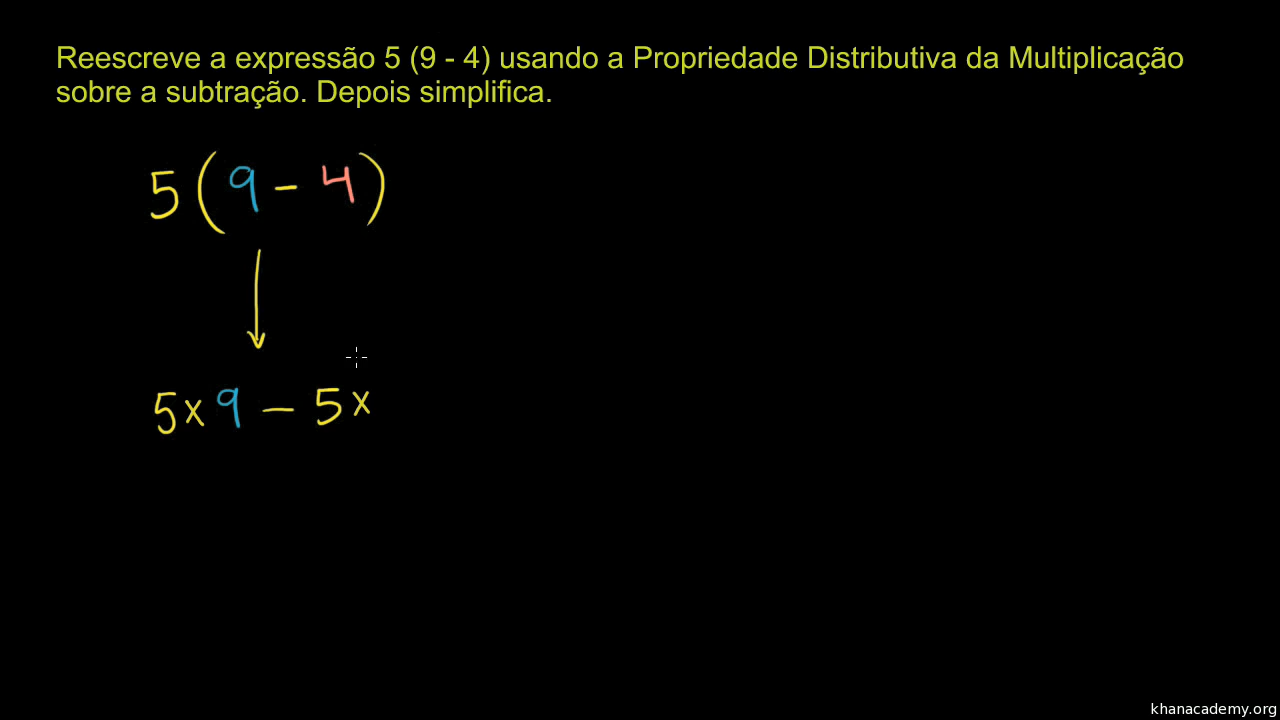 Reescreve a expressão 5 (9 - 4) usando a Propriedade Distributiva da Multiplicação
sobre a subtração. Depois simplifica.
5(9 - 4)
5x9 - 5x
khanacademy.org